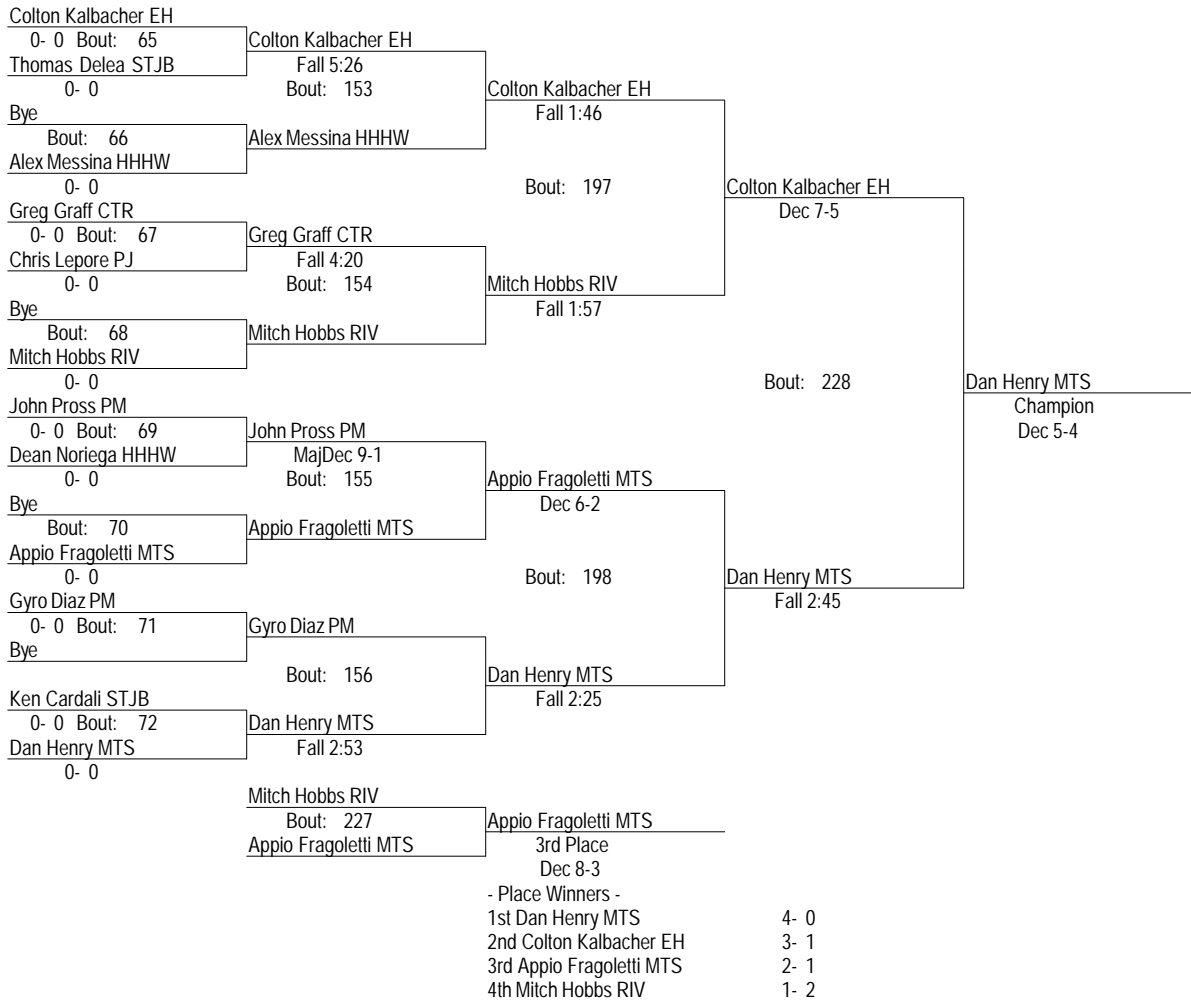 Colton Kalbacher EH
0- 0 Bout: 65
Thomas Delea STJB
0- 0
Bye
Bout: 66
Alex Messina HHHW
0- 0
Greg Graff CTR
0- 0 Bout: 67
Chris Lepore PJ
0- 0
Bye
Bout: 68
Mitch Hobbs RIV
0- 0
John Pross PM
0- 0 Bout: 69
Dean Noriega HHHW
0- 0
Bye
Bout: 70
Appio Fragoletti MTS
0- 0
Gyro Diaz PM
0- 0 Bout: 71
Bye
Ken Cardali STJB
0- 0 Bout: 72
Dan Henry MTS
0- 0
Colton Kalbacher EH
Fall 5:26
Bout: 153
Alex Messina HHHW
Greg Graff CTR
Fall 4:20
Bout: 154
Mitch Hobbs RIV
John Pross PM
MajDec 9-1
Bout: 155
Appio Fragoletti MTS
Gyro Diaz PM
Bout: 156
Dan Henry MTS
Fall 2:53
Colton Kalbacher EH
Fall 1:46
Bout: 197
Mitch Hobbs RIV
Fall 1:57
Appio Fragoletti MTS
Dec 6-2
Bout: 198
Dan Henry MTS
Fall 2:25
Colton Kalbacher EH
Dec 7-5
Bout: 228
Dan Henry MTS
Fall 2:45
Dan Henry MTS
Champion
Dec 5-4
Mitch Hobbs RIV
Bout: 227
Appio Fragoletti MTS
Appio Fragoletti MTS
3rd Place
Dec 8-3
- Place Winners -
1st Dan Henry MTS 4- 0
2nd Colton Kalbacher EH 3- 1
3rd Appio Fragoletti MTS 2- 1
4th Mitch Hobbs RIV 1- 2